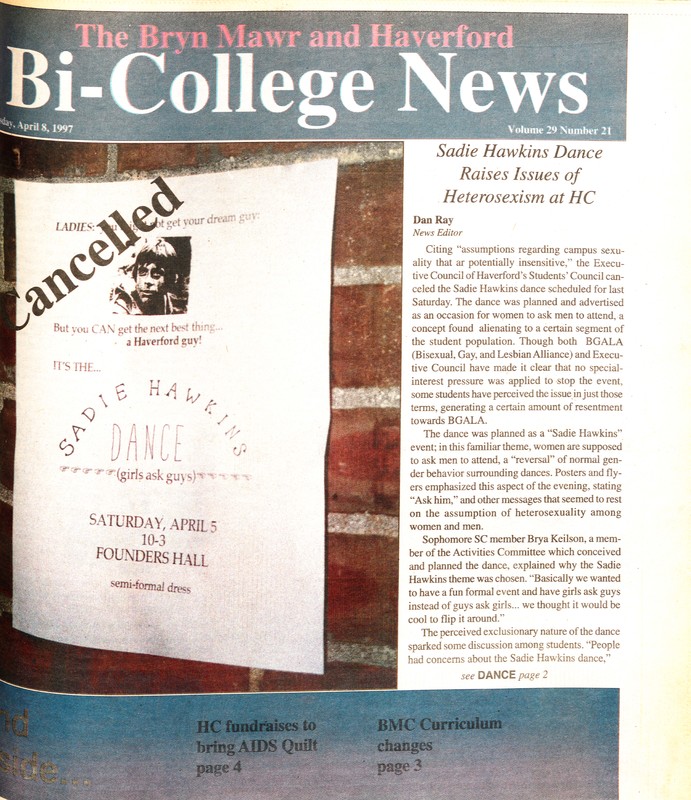 The Bryn Mawr and Haverford
Bi-College News
day, April 8, 1997
Volume 29 Number 21
Cancelled
LADIES: You might not get your dream guy:
But you CAN get the next best thing...
a Haverford guy!
IT'S THE...
SADIE HAWKINS
DANCE
(girls ask guys)
SATURDAY, APRIL 5
10-3
FOUNDERS HALL
semi-formal dress
Sadie Hawkins Dance
Raises Issues of
Heterosexism at HC
Dan Ray
News Editor
Citing "assumptions regarding campus sexu-
ality that ar potentially insensitive," the Execu-
tive Council of Haverford's Students' Council can-
celed the Sadie Hawkins dance scheduled for last
Saturday. The dance was planned and advertised
as an occasion for women to ask men to attend, a
concept found alienating to a certain segment of
the student population. Though both BGALA
(Bisexual, Gay, and Lesbian Alliance) and Execu-
tive Council have made it clear that no special-
interest pressure was applied to stop the event,
some students have perceived the issue in just those
terms, generating a certain amount of resentment
towards BGALA.
The dance was planned as a "Sadie Hawkins"
event; in this familiar theme, women are supposed
to ask men to attend, a "reversal" of normal gen-
der behavior surrounding dances. Posters and fly-
ers emphasized this aspect of the evening, stating
"Ask him," and other messages that seemed to rest
on the assumption of heterosexuality among
women and men.
Sophomore SC member Brya Keilson, a mem-
ber of the Activities Committee which conceived
and planned the dance, explained why the Sadie
Hawkins theme was chosen. "Basically we wanted
to have a fun formal event and have girls ask guys
instead of guys ask girls... we thought it would be
cool to flip it around."
The perceived exclusionary nature of the dance
sparked some discussion among students. "People
had concerns about the Sadie Hawkins dance,"
see DANCE page 2
nd
side...
HC fundraises to
bring AIDS Quilt
page 4
BMC Curriculum
changes
page 3